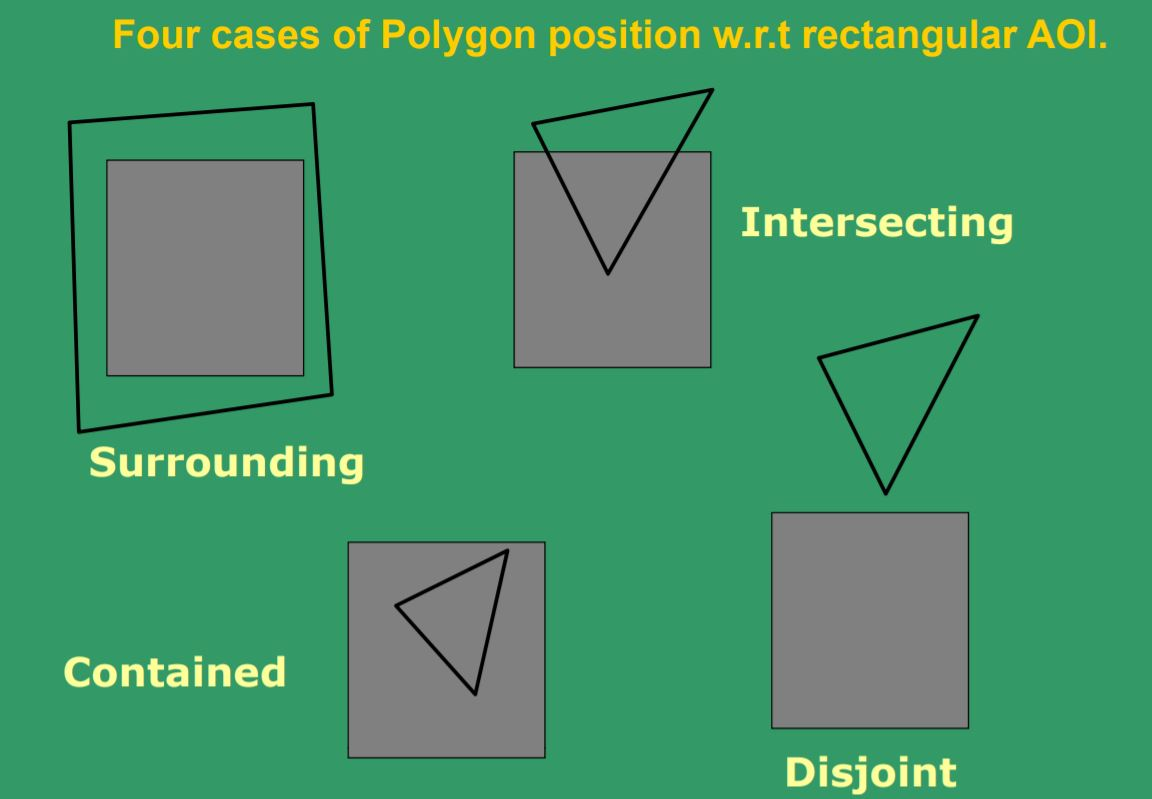 Four cases of Polygon position w.r.t rectangular AOI.
Intersecting
Surrounding
Contained
Disjoint